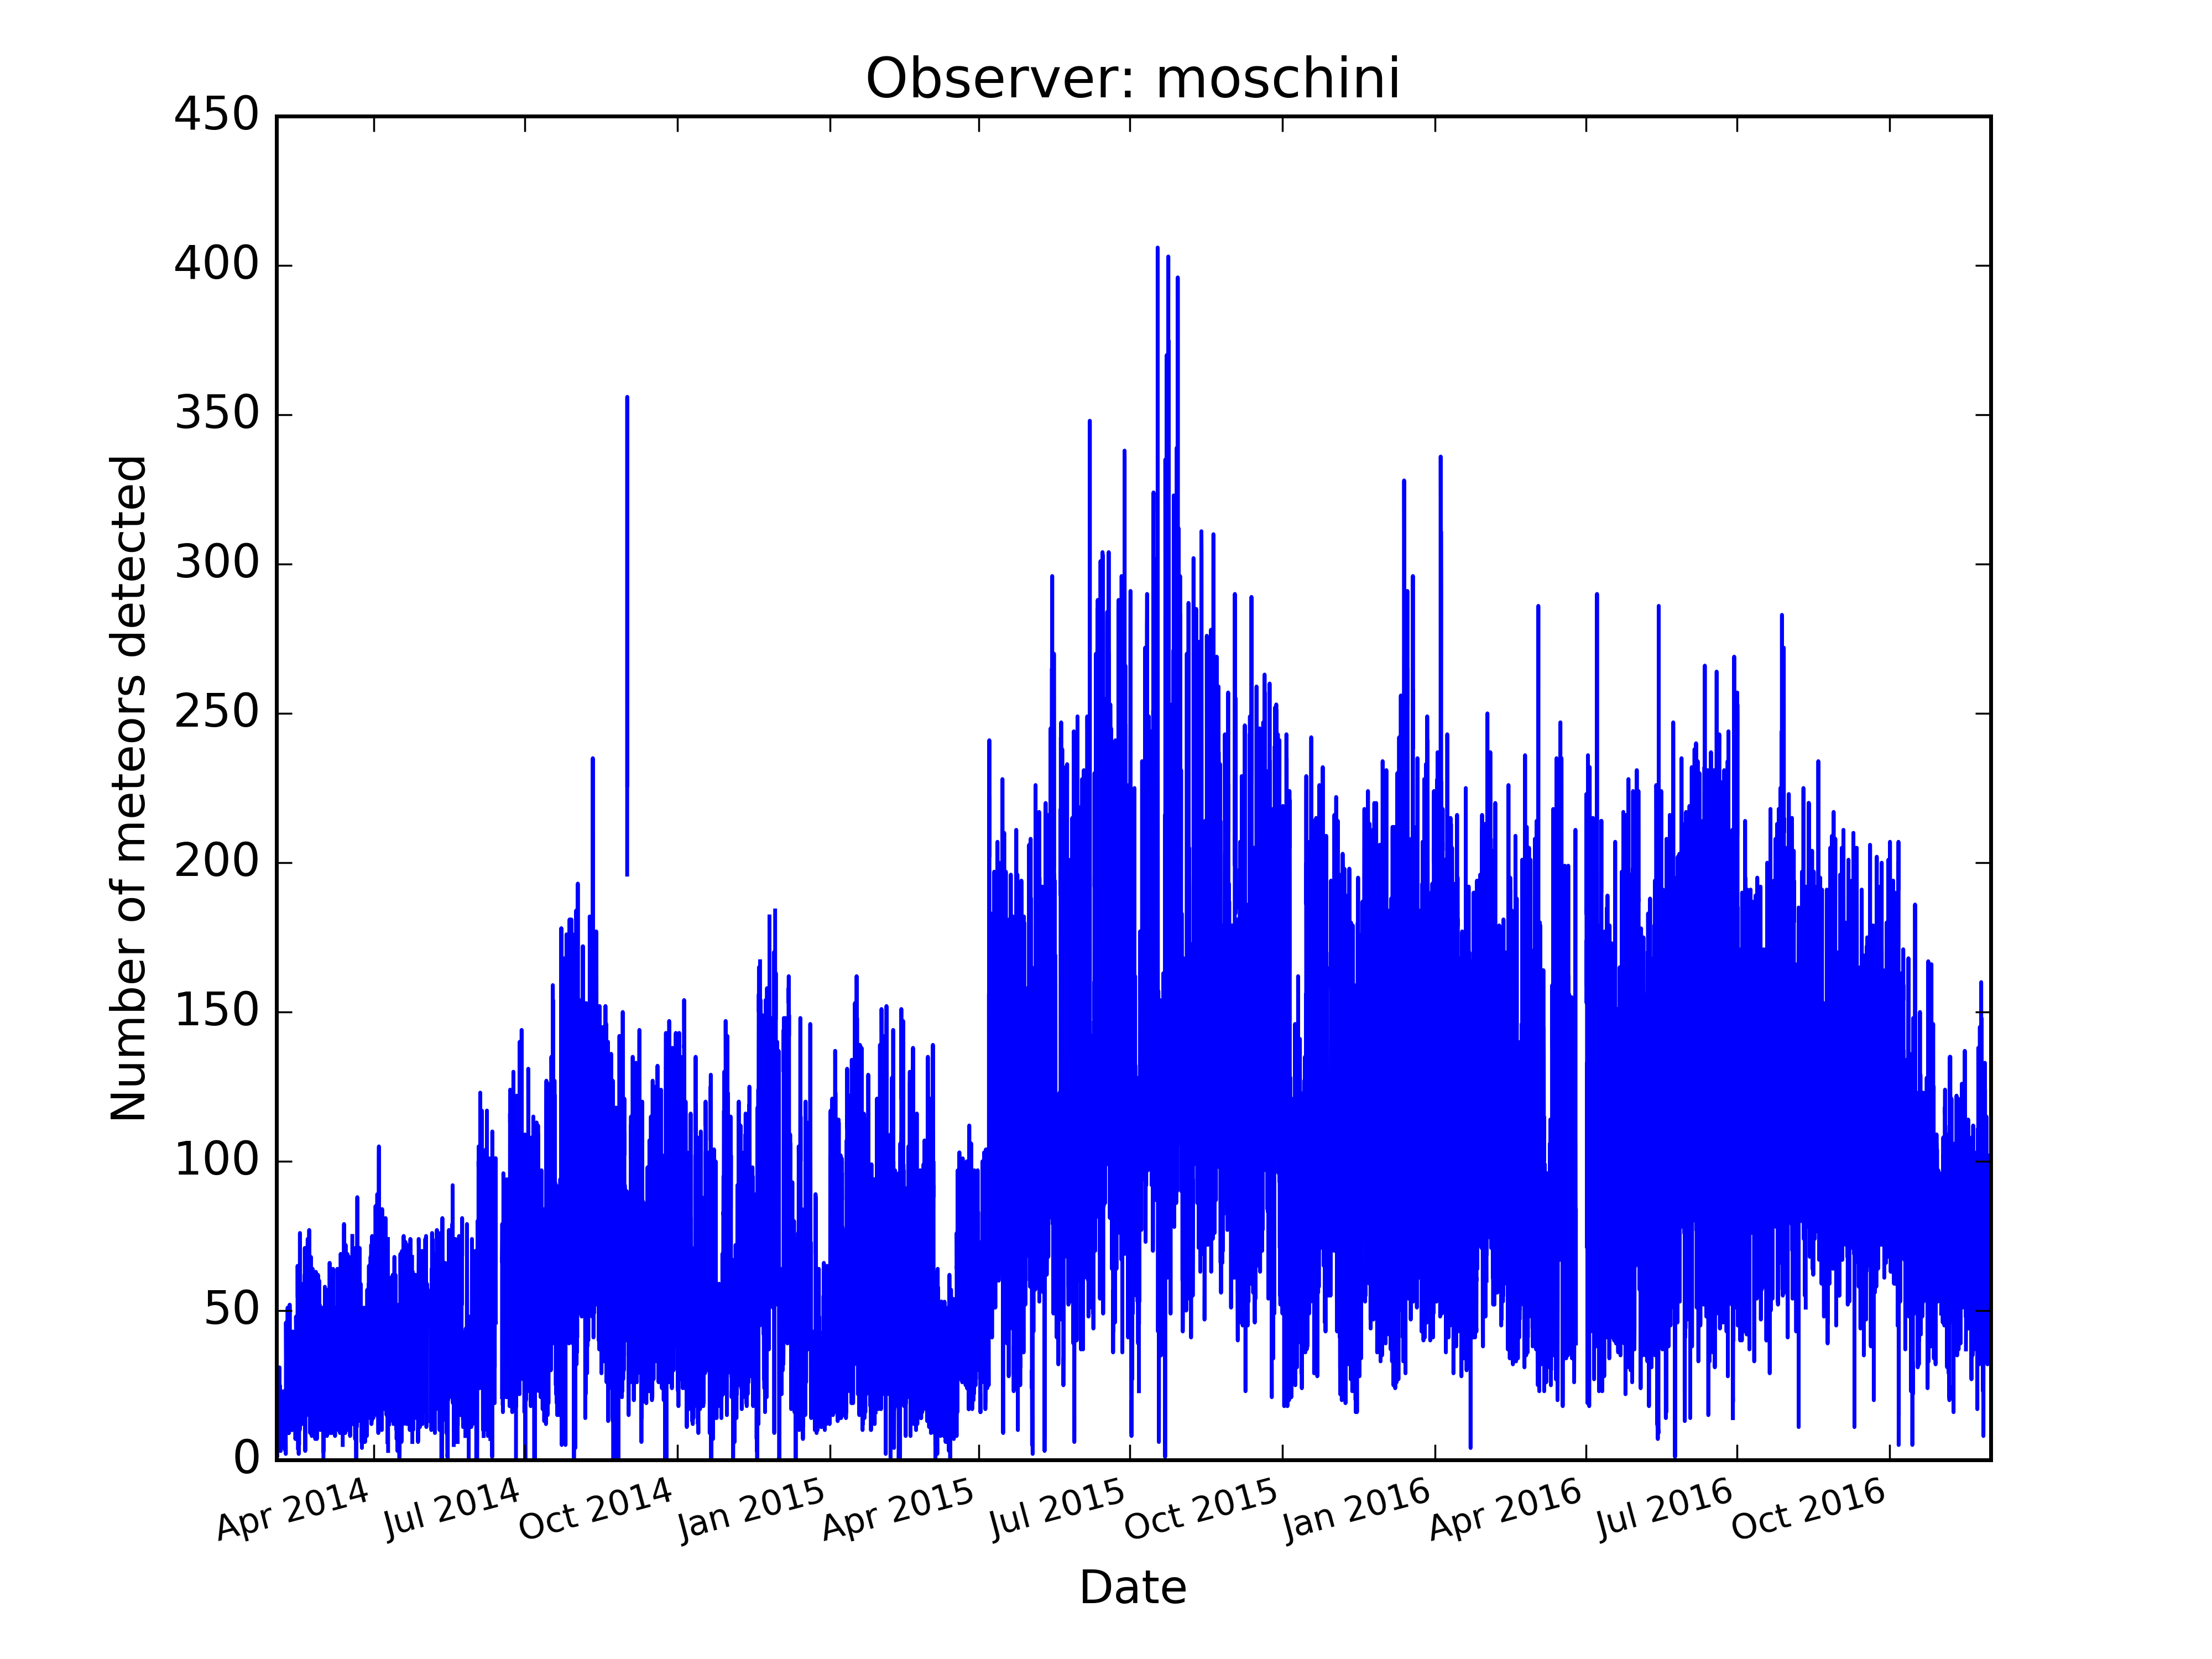 Observer: moschini
Number of meteors detected
450
400
350
300
250
200
150
100
50
0
Apr 2014
Jul 2014
Oct 2014
Jan 2015
Apr 2015
Jul 2015
Oct 2015
Jan 2016
Apr 2016
Jul 2016
Oct 2016
Date